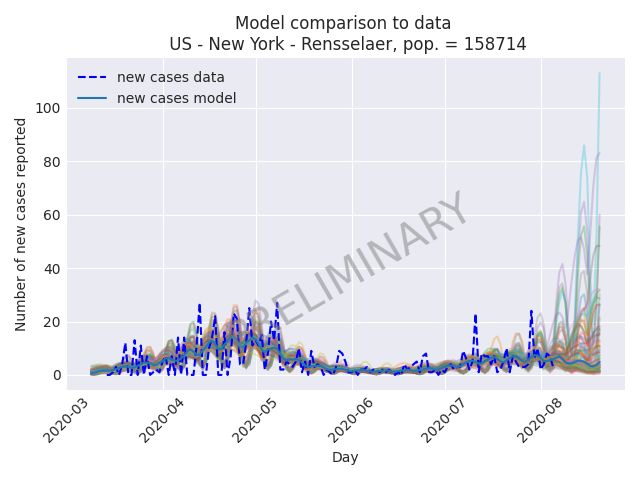 Model comparison to data
US - New York - Rensselaer, pop. = 158714
new cases data
new cases model
PRELIMINARY
Number of new cases reported
100
80
60
40
20
0
2020-03
2020-04
2020-05
2020-06
2020-07
2020-08
Day